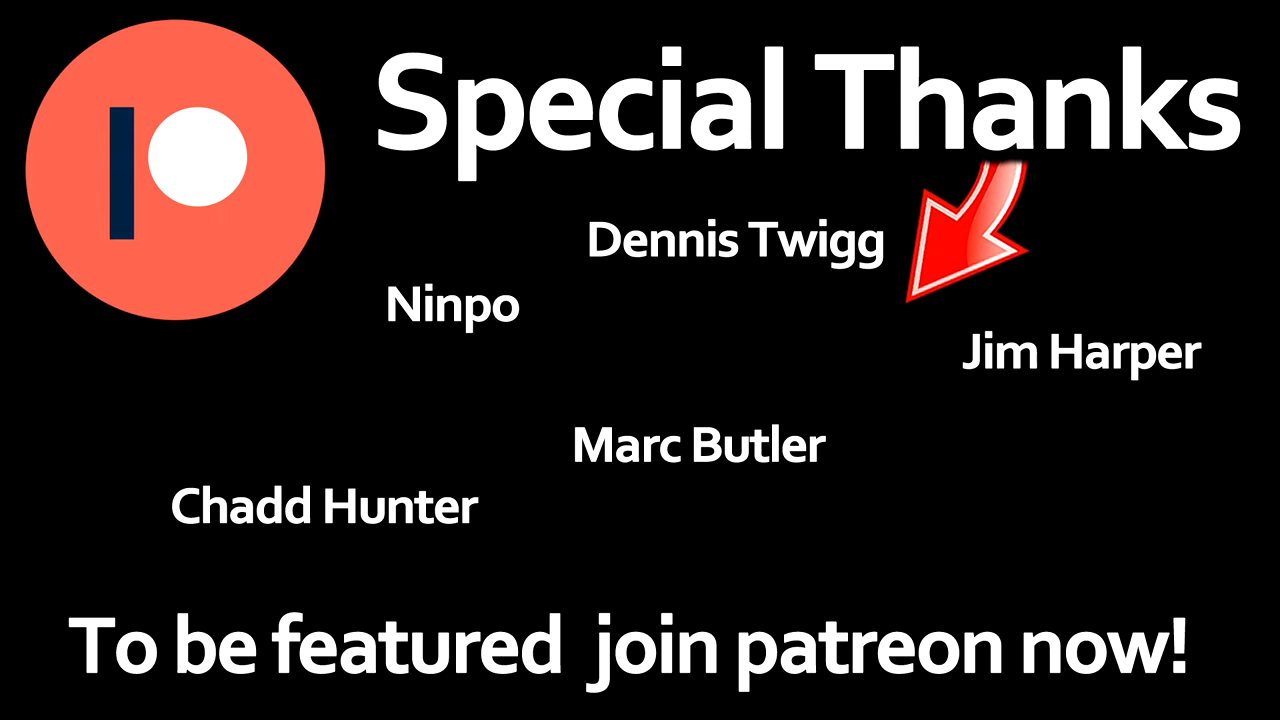 Special Thanks
Dennis Twigg
Ninpo
Jim Harper
Marc Butler
Chadd Hunter
To be featured  join patreon now!